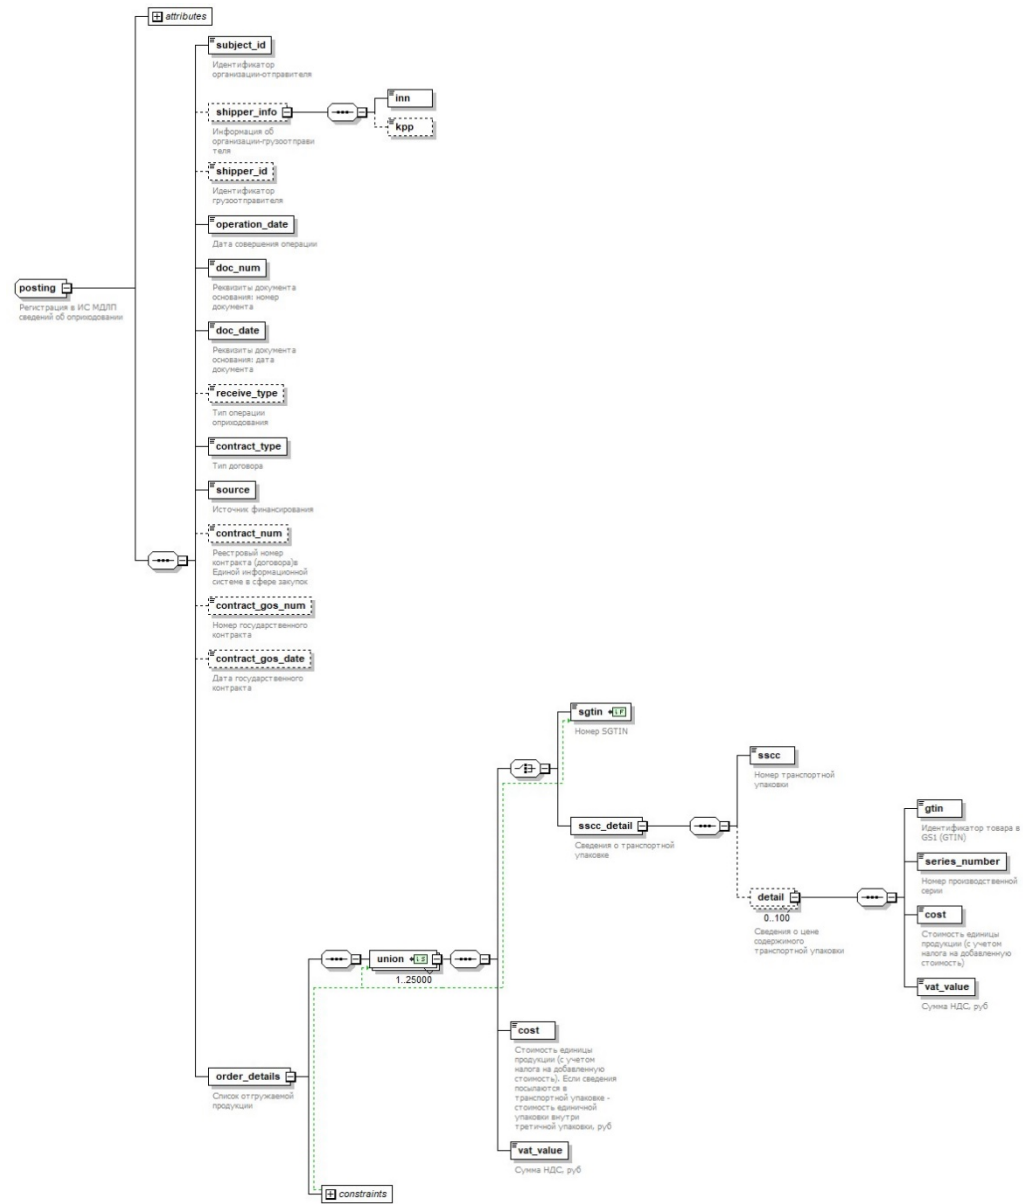 attributes
subject_id
Идентификатор
организации-отправителя
shipper_info
Информация об
организации-грузоотправи
теля
inn
kpp
shipper_id
Идентификатор
грузоотправителя
operation_date
Дата совершения операции
doc_num
Реквизиты документа
основания: номер
документа
posting
Регистрация в ИС МДЛП
сведений об оприходовании
doc_date
Реквизиты документа
основания: дата
документа
receive_type
Тип операции
оприходования
contract_type
Тип договора
source
Источник финансирования
contract_num
Реестровый номер
контракта (договора)в
Единой информационной
системе в сфере закупок
contract_gos_num
Номер государственного
контракта
contract_gos_date
Дата государственного
контракта
sgtin
Номер SGTIN
sscc_detail
Сведения о транспортной
упаковке
sscc
Номер транспортной
упаковки
detail
0..100
Сведения о цене
содержимого
транспортной упаковки
gtin
Идентификатор товара в
GS1 (GTIN)
series_number
Номер производственной
серии
cost
Стоимость единицы
продукции (с учетом
налога на добавленную
стоимость)
vat_value
Сумма НДС, руб
union
1..25000
cost
Стоимость единицы
продукции (с учетом
налога на добавленную
стоимость). Если сведения
посылаются в
транспортной упаковке -
стоимость единичной
упаковки внутри
третичной упаковки, руб
vat_value
Сумма НДС, руб
order_details
Список отгружаемой
продукции
constraints